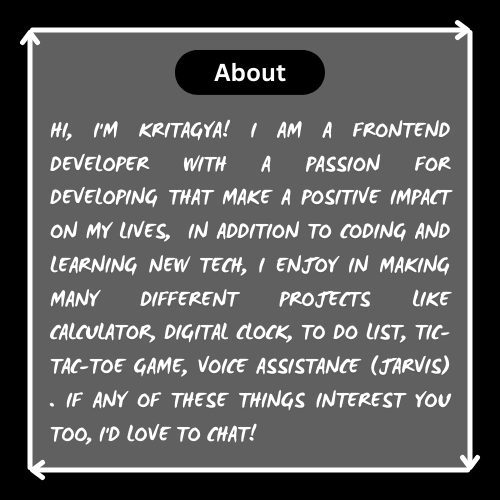 About
HI, I'M KRITAGYA! I AM A FRONTEND
DEVELOPER WITH A PASSION FOR
DEVELOPING THAT MAKE A POSITIVE IMPACT
ON MY LIVES, IN ADDITION TO CODING AND
LEARNING NEW TECH, I ENJOY IN MAKING
MANY DIFFERENT PROJECTS LIKE
CALCULATOR, DIGITAL CLOCK, TO DO LIST, TIC-
TAC-TOE GAME, VOICE ASSISTANCE (JARVIS)
. IF ANY OF THESE THINGS INTEREST YOU
TOO, I'D LOVE TO CHAT!